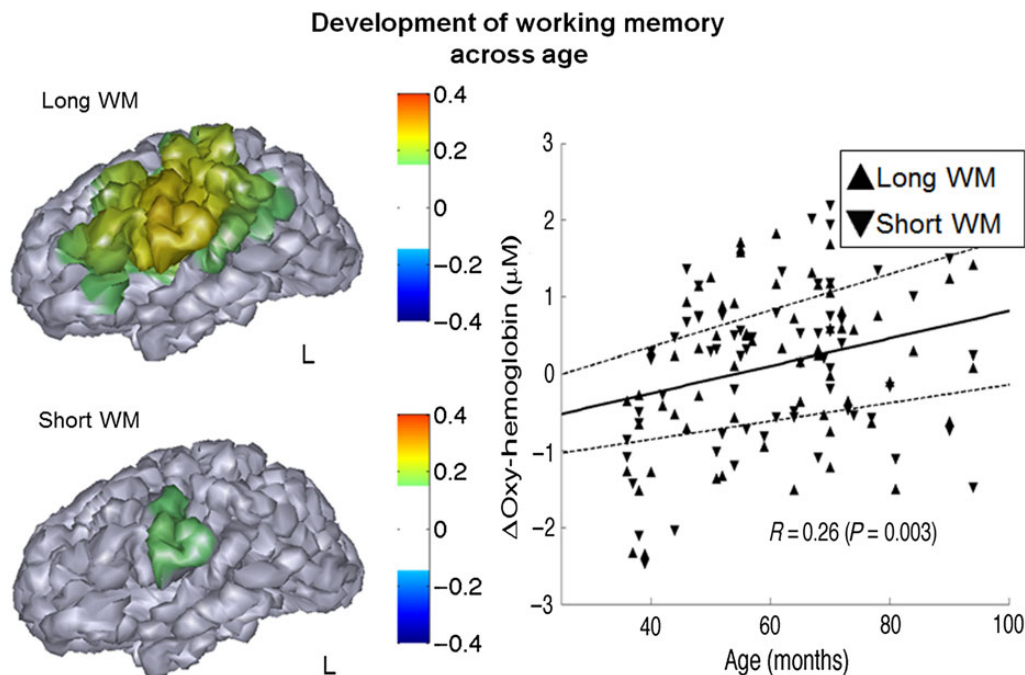 Development of working memory
across age
Long WM
0.4
0.2
0
−0.2
−0.4
L
Short WM
0.4
0.2
0
−0.2
−0.4
L
3
2
1
0
−1
−2
−3
ΔOxy-hemoglobin (μM)
Long WM
Short WM
R = 0.26 (P = 0.003)
40
60
80
100
Age (months)